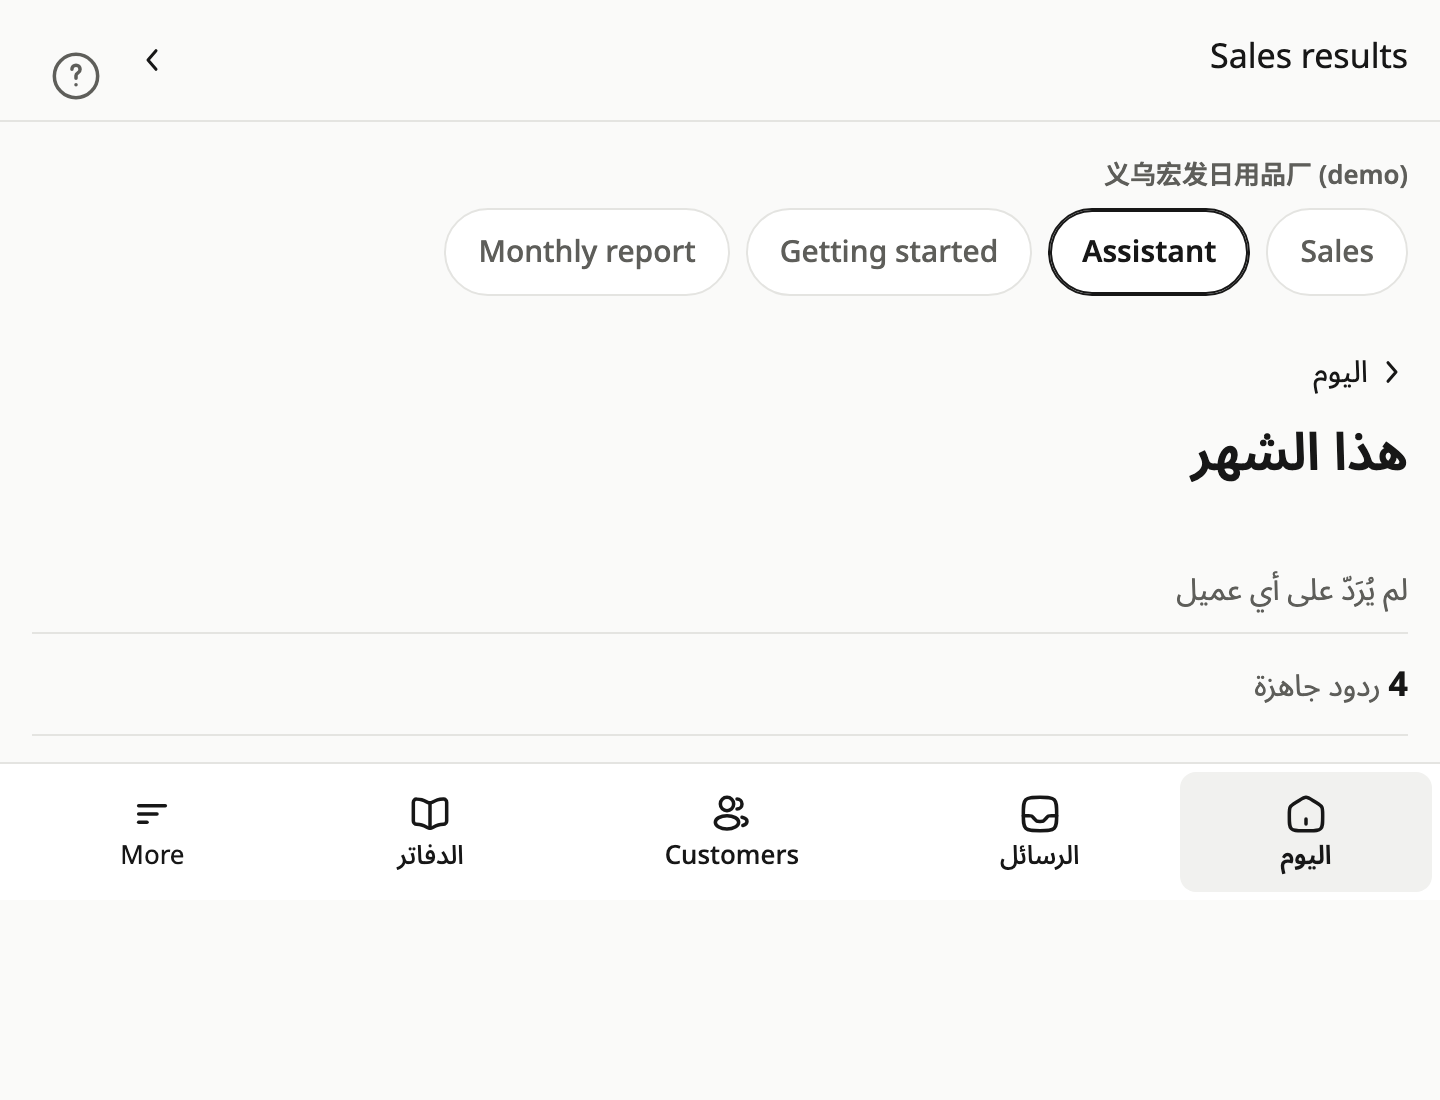 Sales results
义乌宏发日用品厂 (demo)
Sales
Assistant
Getting started
Monthly report
اليوم
هذا الشهر
لم يُرَدّ على أي عميل
4 ردود جاهزة
اليوم
الرسائل
Customers
الدفاتر
More